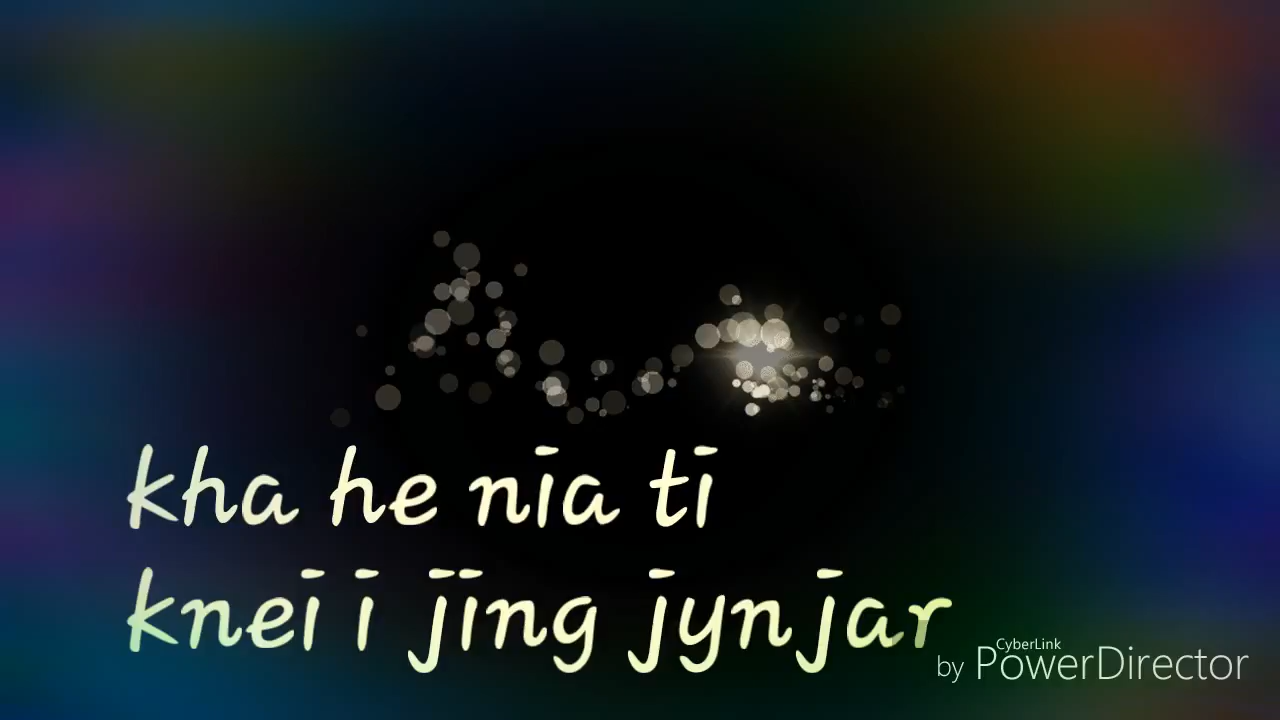 kha he nia ti
knei i jing jynjar
CyberLink
by PowerDirector